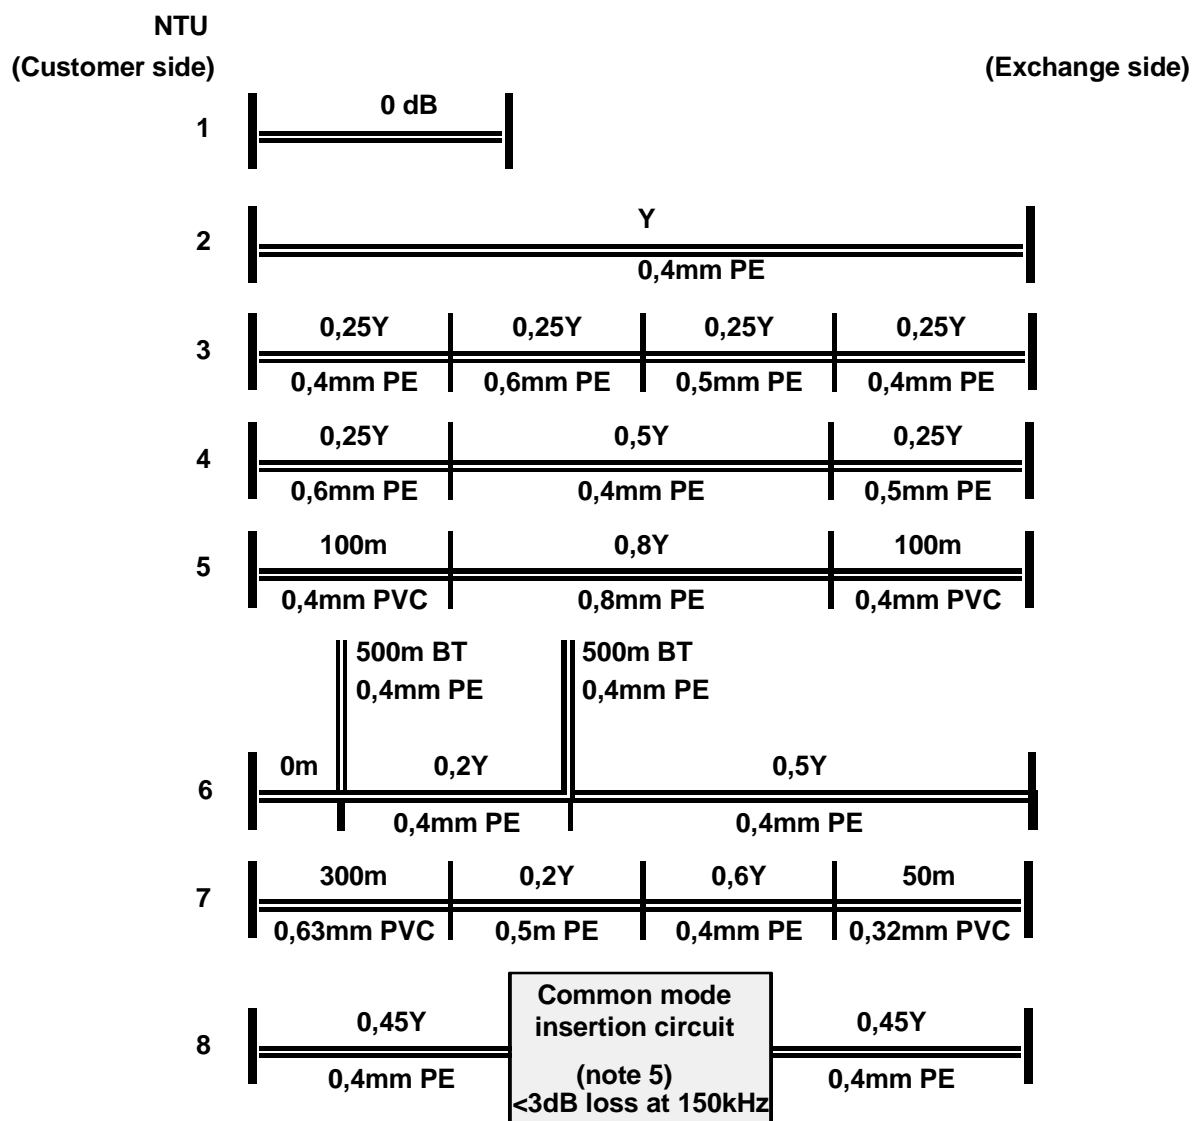 NTU
(Customer side) (Exchange side)
1 0 dB
2 Y
0,4mm PE
3 0,25Y 0,25Y 0,25Y 0,25Y
0,4mm PE 0,6mm PE 0,5mm PE 0,4mm PE
4 0,25Y 0,5Y 0,25Y
0,6mm PE 0,4mm PE 0,5mm PE
5 100m 0,8Y 100m
0,4mm PVC 0,8mm PE 0,4mm PVC
500m BT 500m BT
0,4mm PE 0,4mm PE
6 0m 0,2Y 0,5Y
0,4mm PE 0,4mm PE
7 300m 0,2Y 0,6Y 50m
0,63mm PVC 0,5m PE 0,4mm PE 0,32mm PVC
8 0,45Y
0,4mm PE
Common mode
insertion circuit
(note 5)
<3dB loss at 150kHz
0,45Y
0,4mm PE